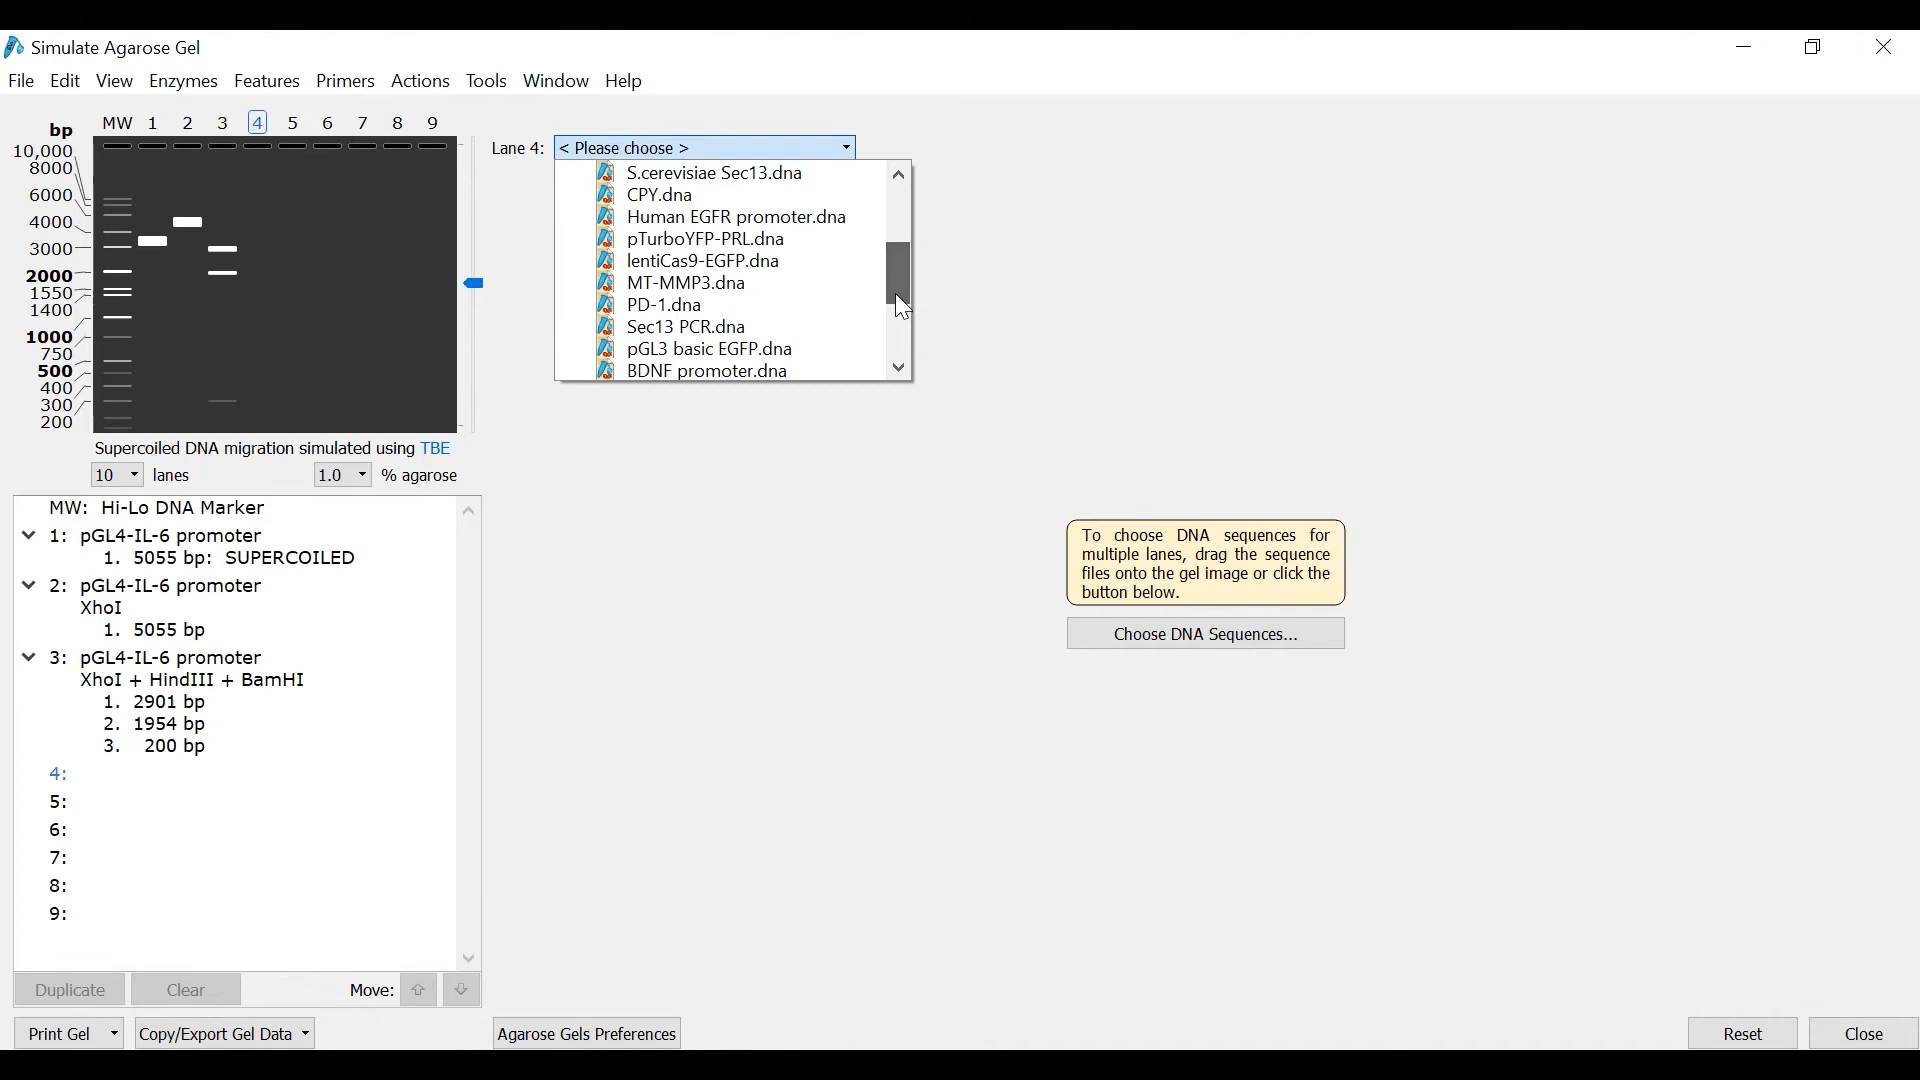 Simulate Agarose Gel
File Edit View Enzymes Features Primers Actions Tools Window Help
MW 1 2 3 4 5 6 7 8 9
bp
10,000
8000
6000
4000
3000
2000
1550
1400
1000
750
500
400
300
200
Lane 4: < Please choose >
S.cerevisiae Sec13.dna
CPY.dna
Human EGFR promoter.dna
pTurboYFP-PRL.dna
lentiCas9-EGFP.dna
MT-MMP3.dna
PD-1.dna
Sec13 PCR.dna
pGL3 basic EGFP.dna
BDNF promoter.dna
Supercoiled DNA migration simulated using TBE
10 lanes 1.0 % agarose
MW: Hi-Lo DNA Marker
1: pGL4-IL-6 promoter
1. 5055 bp: SUPERCOILED
2: pGL4-IL-6 promoter
XhoI
1. 5055 bp
3: pGL4-IL-6 promoter
XhoI + HindIII + BamHI
1. 2901 bp
2. 1954 bp
3. 200 bp
4:
5:
6:
7:
8:
9:
To choose DNA sequences for
multiple lanes, drag the sequence
files onto the gel image or click the
button below.
Choose DNA Sequences...
Duplicate Clear Move:
Print Gel Copy/Export Gel Data Agarose Gels Preferences Reset Close